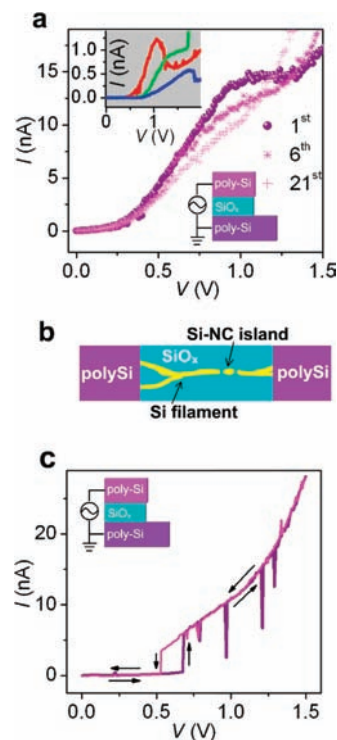 a
I (nA)
15
10
5
0
0.0 0.5 1.0 1.5
V (V)
I (nA)
1.0
0.5
0.0
0 1
V (V)
1st
6th
21st
poly-Si
SiOx
poly-Si
b
Si-NC island
polySi
SiOx
polySi
Si filament
c
I (nA)
20
10
0
0.0 0.5 1.0 1.5
V (V)
poly-Si
SiOx
poly-Si